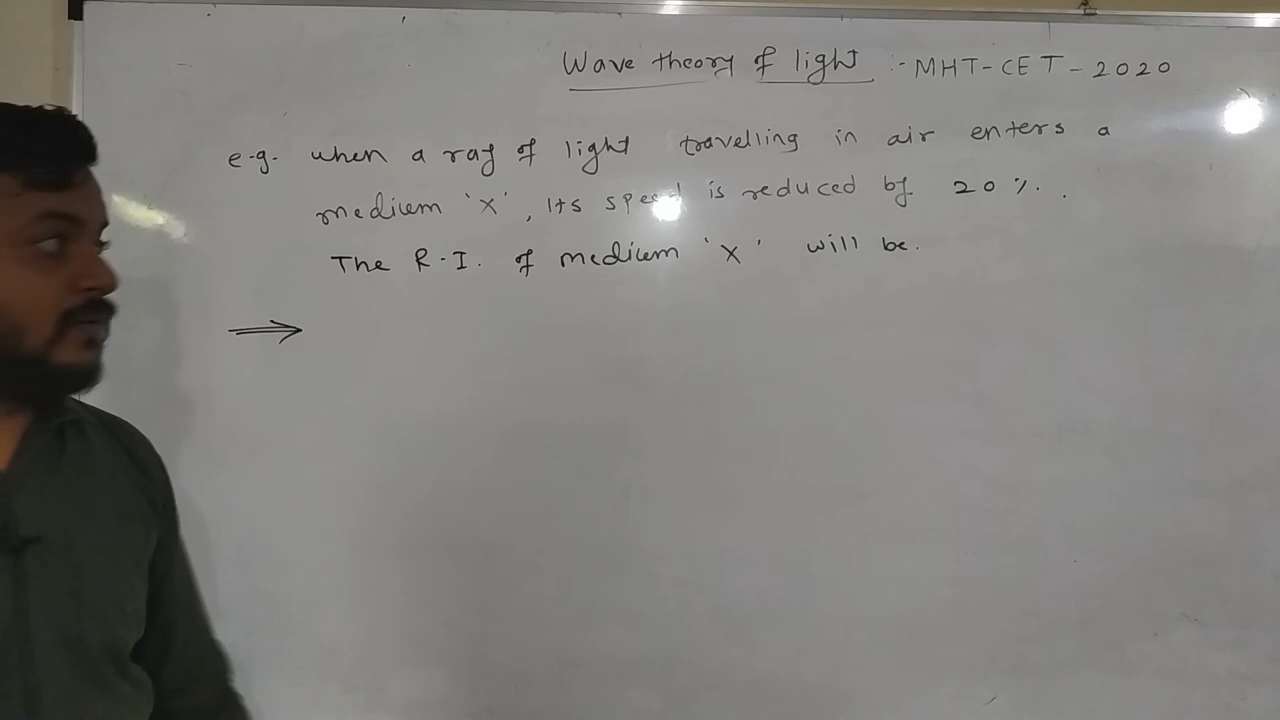 Wave theory of light :- MHT-CET-2020
e.g. when a ray of light travelling in air enters a
medium 'x', Its speed is reduced by 20%.
The R.I. of medium 'x' will be.